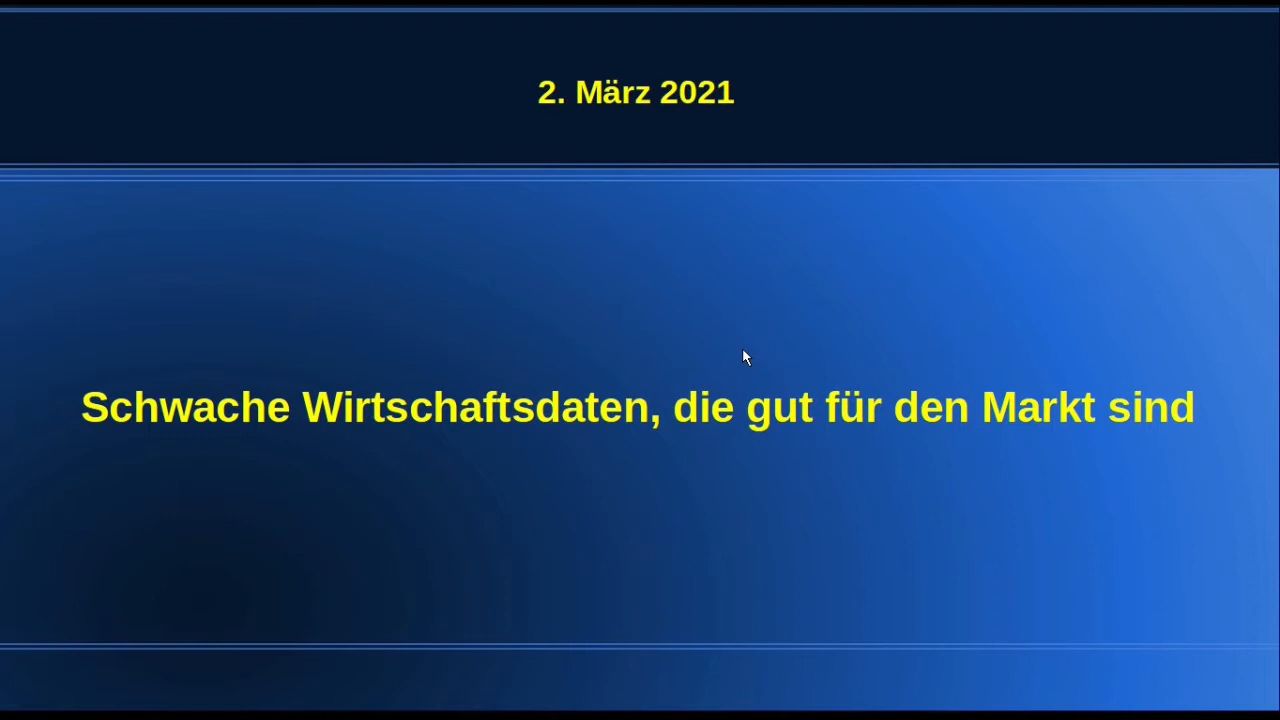 2. März 2021
Schwache Wirtschaftsdaten, die gut für den Markt sind